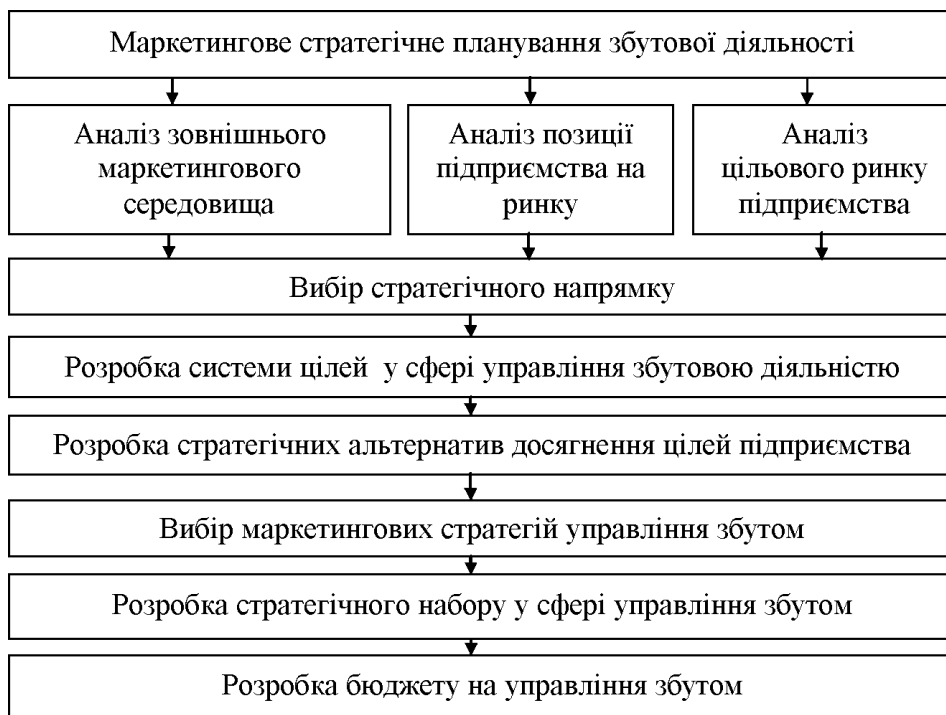 Маркетингове стратегічне планування збутової діяльності
Аналіз зовнішнього
маркетингового
середовища
Аналіз позиції
підприємства на
ринку
Аналіз
цільового ринку
підприємства
Вибір стратегічного напрямку
Розробка системи цілей у сфері управління збутовою діяльністю
Розробка стратегічних альтернатив досягнення цілей підприємства
Вибір маркетингових стратегій управління збутом
Розробка стратегічного набору у сфері управління збутом
Розробка бюджету на управління збутом